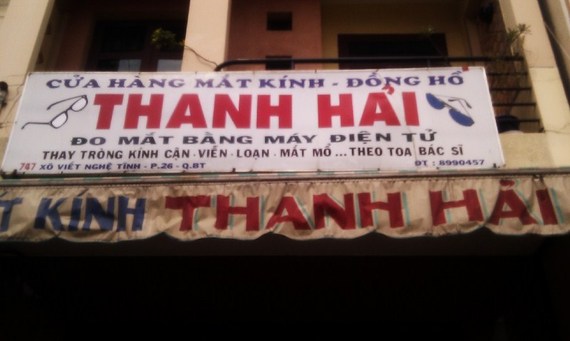 CỬA HÀNG MẮT KÍNH - ĐỒNG HỒ
THANH HẢI
ĐO MẮT BẰNG MÁY ĐIỆN TỬ
THAY TRÒNG KÍNH CẬN - VIỄN - LOẠN - MÁT MỔ... THEO TOA BÁC SĨ
747 XÔ VIẾT NGHỆ TĨNH - P.26 - Q.BT ĐT : 8990457
T KÍNH THANH HẢI